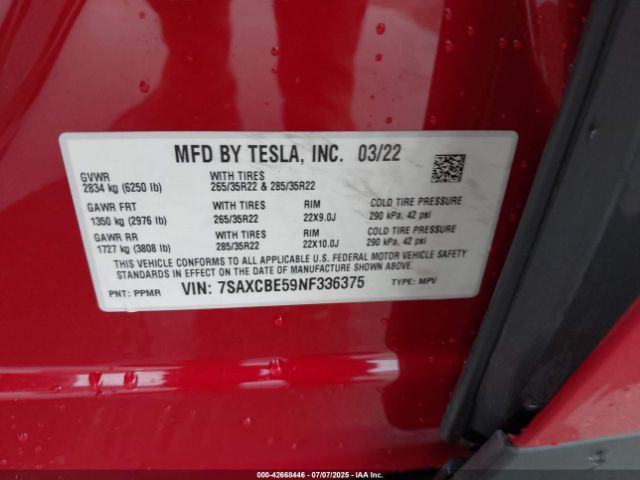 MFD BY TESLA, INC. 03/22
GVWR
2834 kg (6250 lb)
WITH TIRES
265/35R22 & 285/35R22
GAWR FRT
1350 kg (2976 lb)
WITH TIRES
265/35R22
RIM
22X9.0J
COLD TIRE PRESSURE
290 kPa, 42 psi
GAWR RR
1727 kg (3808 lb)
WITH TIRES
285/35R22
RIM
22X10.0J
COLD TIRE PRESSURE
290 kPa, 42 psi
THIS VEHICLE CONFORMS TO ALL APPLICABLE U.S. FEDERAL MOTOR VEHICLE SAFETY
STANDARDS IN EFFECT ON THE DATE OF MANUFACTURE SHOWN ABOVE.
PNT: PPMR VIN: 7SAXCBE59NF336375 TYPE: MPV
000-42668446 - 07/07/2025 - IAA Inc.